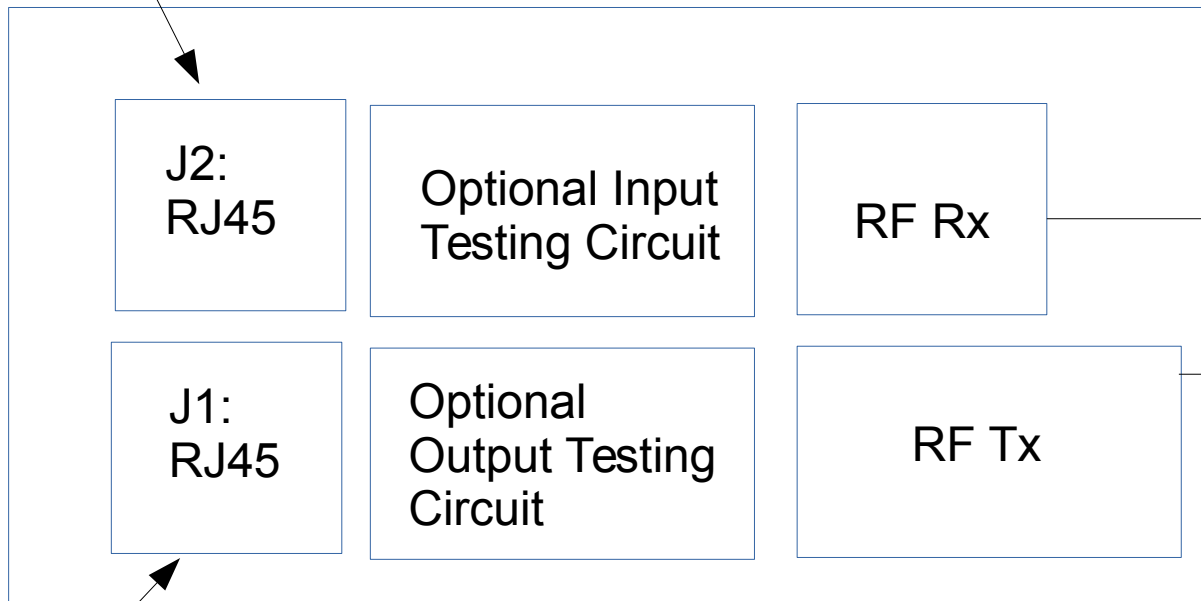 J2:
RJ45
Optional Input
Testing Circuit
RF Rx
J1:
RJ45
Optional
Output Testing
Circuit
RF Tx